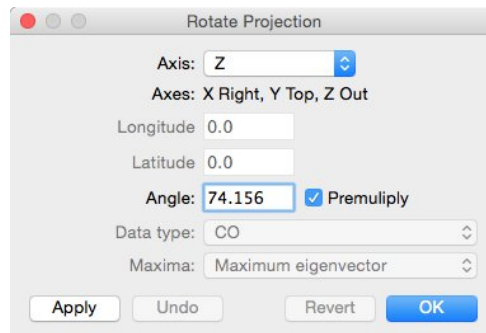 Rotate Projection
Axis: Z
Axes: X Right, Y Top, Z Out
Longitude 0.0
Latitude 0.0
Angle: 74.156 Premuliply
Data type: CO
Maxima: Maximum eigenvector
Apply Undo Revert OK